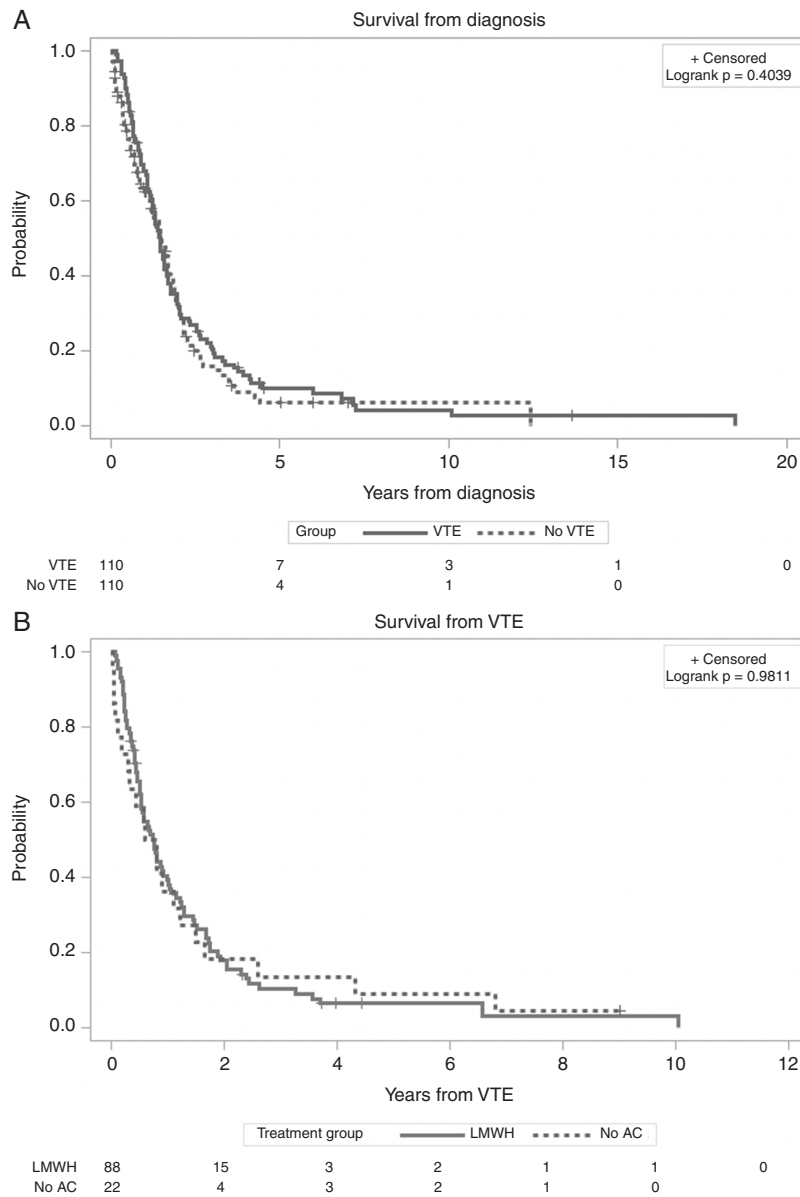 A
Survival from diagnosis
1.0
0.8
0.6
0.4
0.2
0.0
Probability
+ Censored
Logrank p = 0.4039
0 5 10 15 20
Years from diagnosis
Group VTE No VTE
VTE 110 7 3 1 0
No VTE 110 4 1 0
B
Survival from VTE
1.0
0.8
0.6
0.4
0.2
0.0
Probability
+ Censored
Logrank p = 0.9811
0 2 4 6 8 10 12
Years from VTE
Treatment group LMWH No AC
LMWH 88 15 3 2 1 1 0
No AC 22 4 3 2 1 0